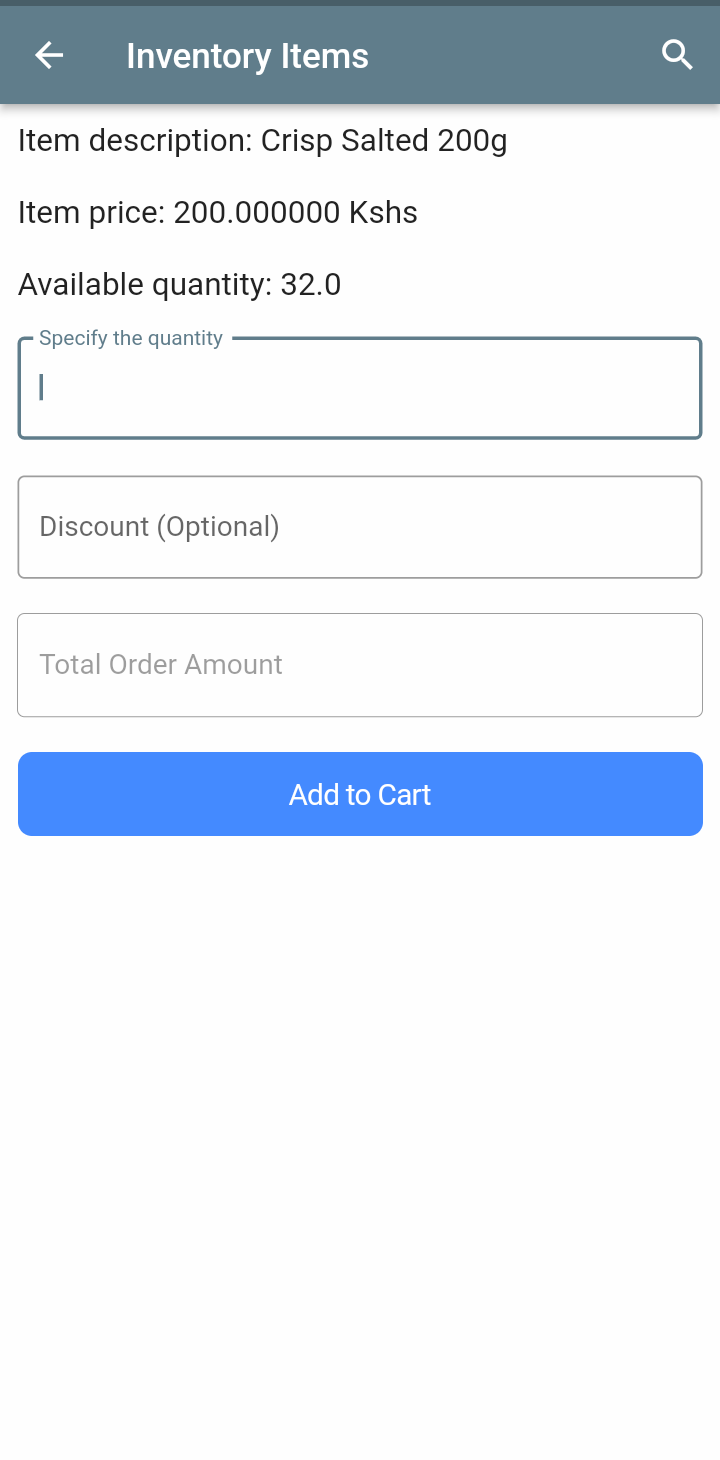 Inventory Items
Item description: Crisp Salted 200g
Item price: 200.000000 Kshs
Available quantity: 32.0
Specify the quantity
Discount (Optional)
Total Order Amount
Add to Cart